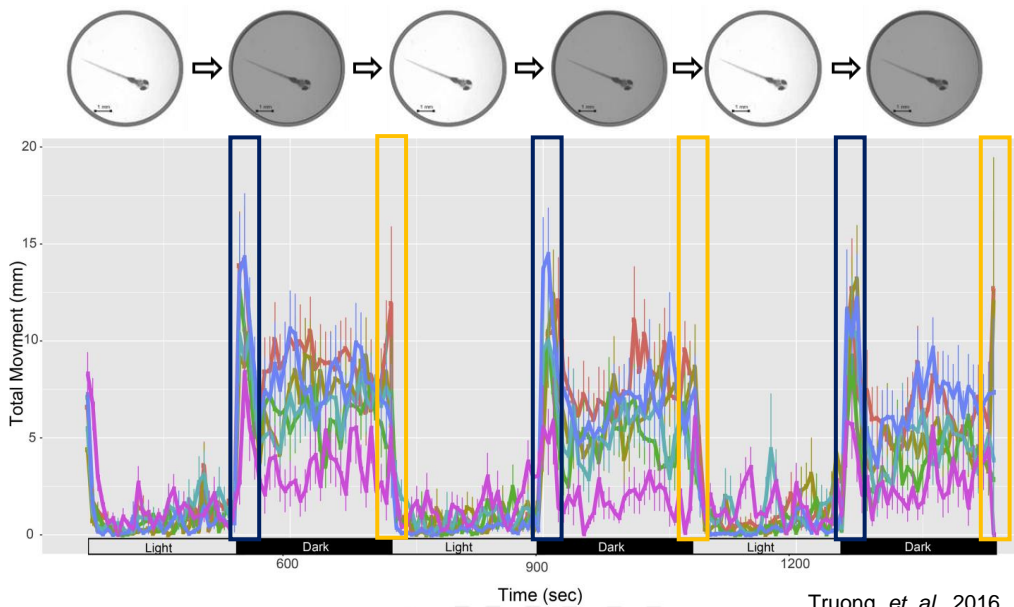 1 mm
1 mm
1 mm
1 mm
1 mm
1 mm
20
15
10
5
0
Total Movment (mm)
Light Dark Light Dark Light Dark
600 900 1200
Time (sec)
Truong et al. 2016